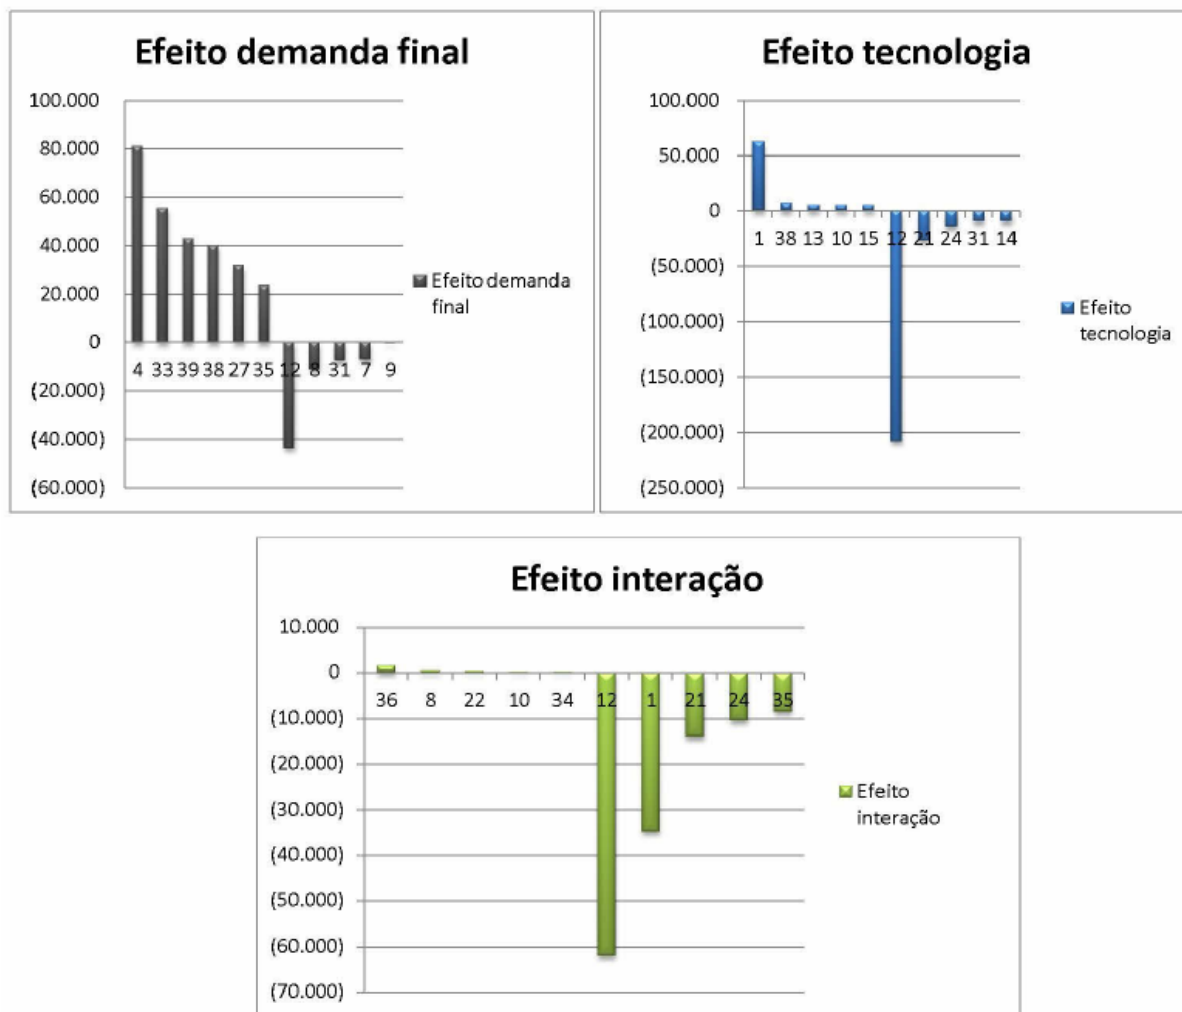 Efeito demanda final
100.000
80.000
60.000
40.000
20.000
0
(20.000)
(40.000)
(60.000)
4 33 39 38 27 35 12 8 31 7 9
Efeito demanda
final
Efeito tecnologia
100.000
50.000
0
(50.000)
(100.000)
(150.000)
(200.000)
(250.000)
1 38 13 10 15 12 21 24 31 14
Efeito
tecnologia
Efeito interação
10.000
0
(10.000)
(20.000)
(30.000)
(40.000)
(50.000)
(60.000)
(70.000)
36 8 22 10 34 12 1 21 24 35
Efeito
interação